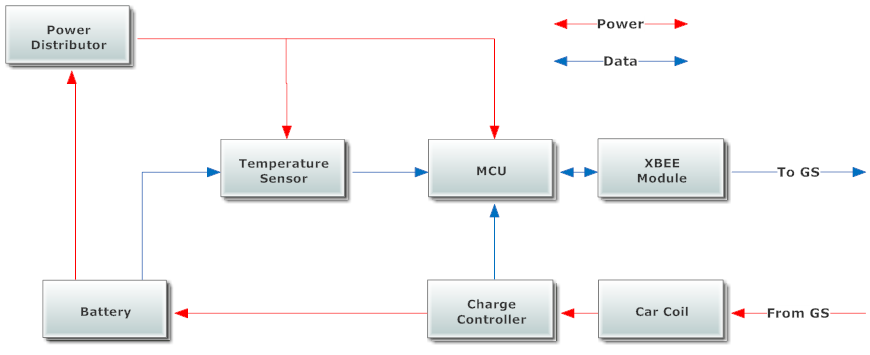 Power
Distributor
Power
Data
Temperature
Sensor
MCU
XBEE
Module
To GS
Battery
Charge
Controller
Car Coil
From GS